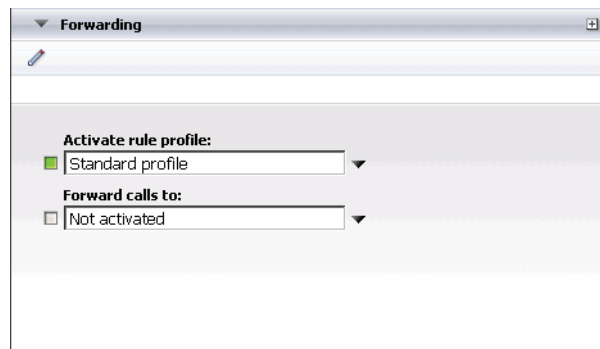 Forwarding
Activate rule profile:
Standard profile
Forward calls to:
Not activated